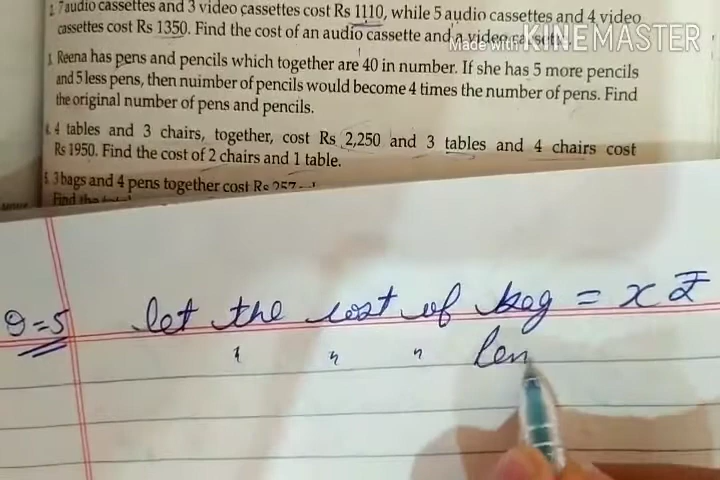 2. 7 audio cassettes and 3 video cassettes cost Rs 1110, while 5 audio cassettes and 4 video
cassettes cost Rs 1350. Find the cost of an audio cassette and a video cassette.
Made with KINEMASTER
3. Reena has pens and pencils which together are 40 in number. If she has 5 more pencils
and 5 less pens, then nuimber of pencils would become 4 times the number of pens. Find
the original number of pens and pencils.
4. 4 tables and 3 chairs, together, cost Rs 2,250 and 3 tables and 4 chairs cost
Rs 1950. Find the cost of 2 chairs and 1 table.
5. 3 bags and 4 pens together cost Rs 257
Find the
Q=5 let the cost of bag = x ₹
" " " Pen